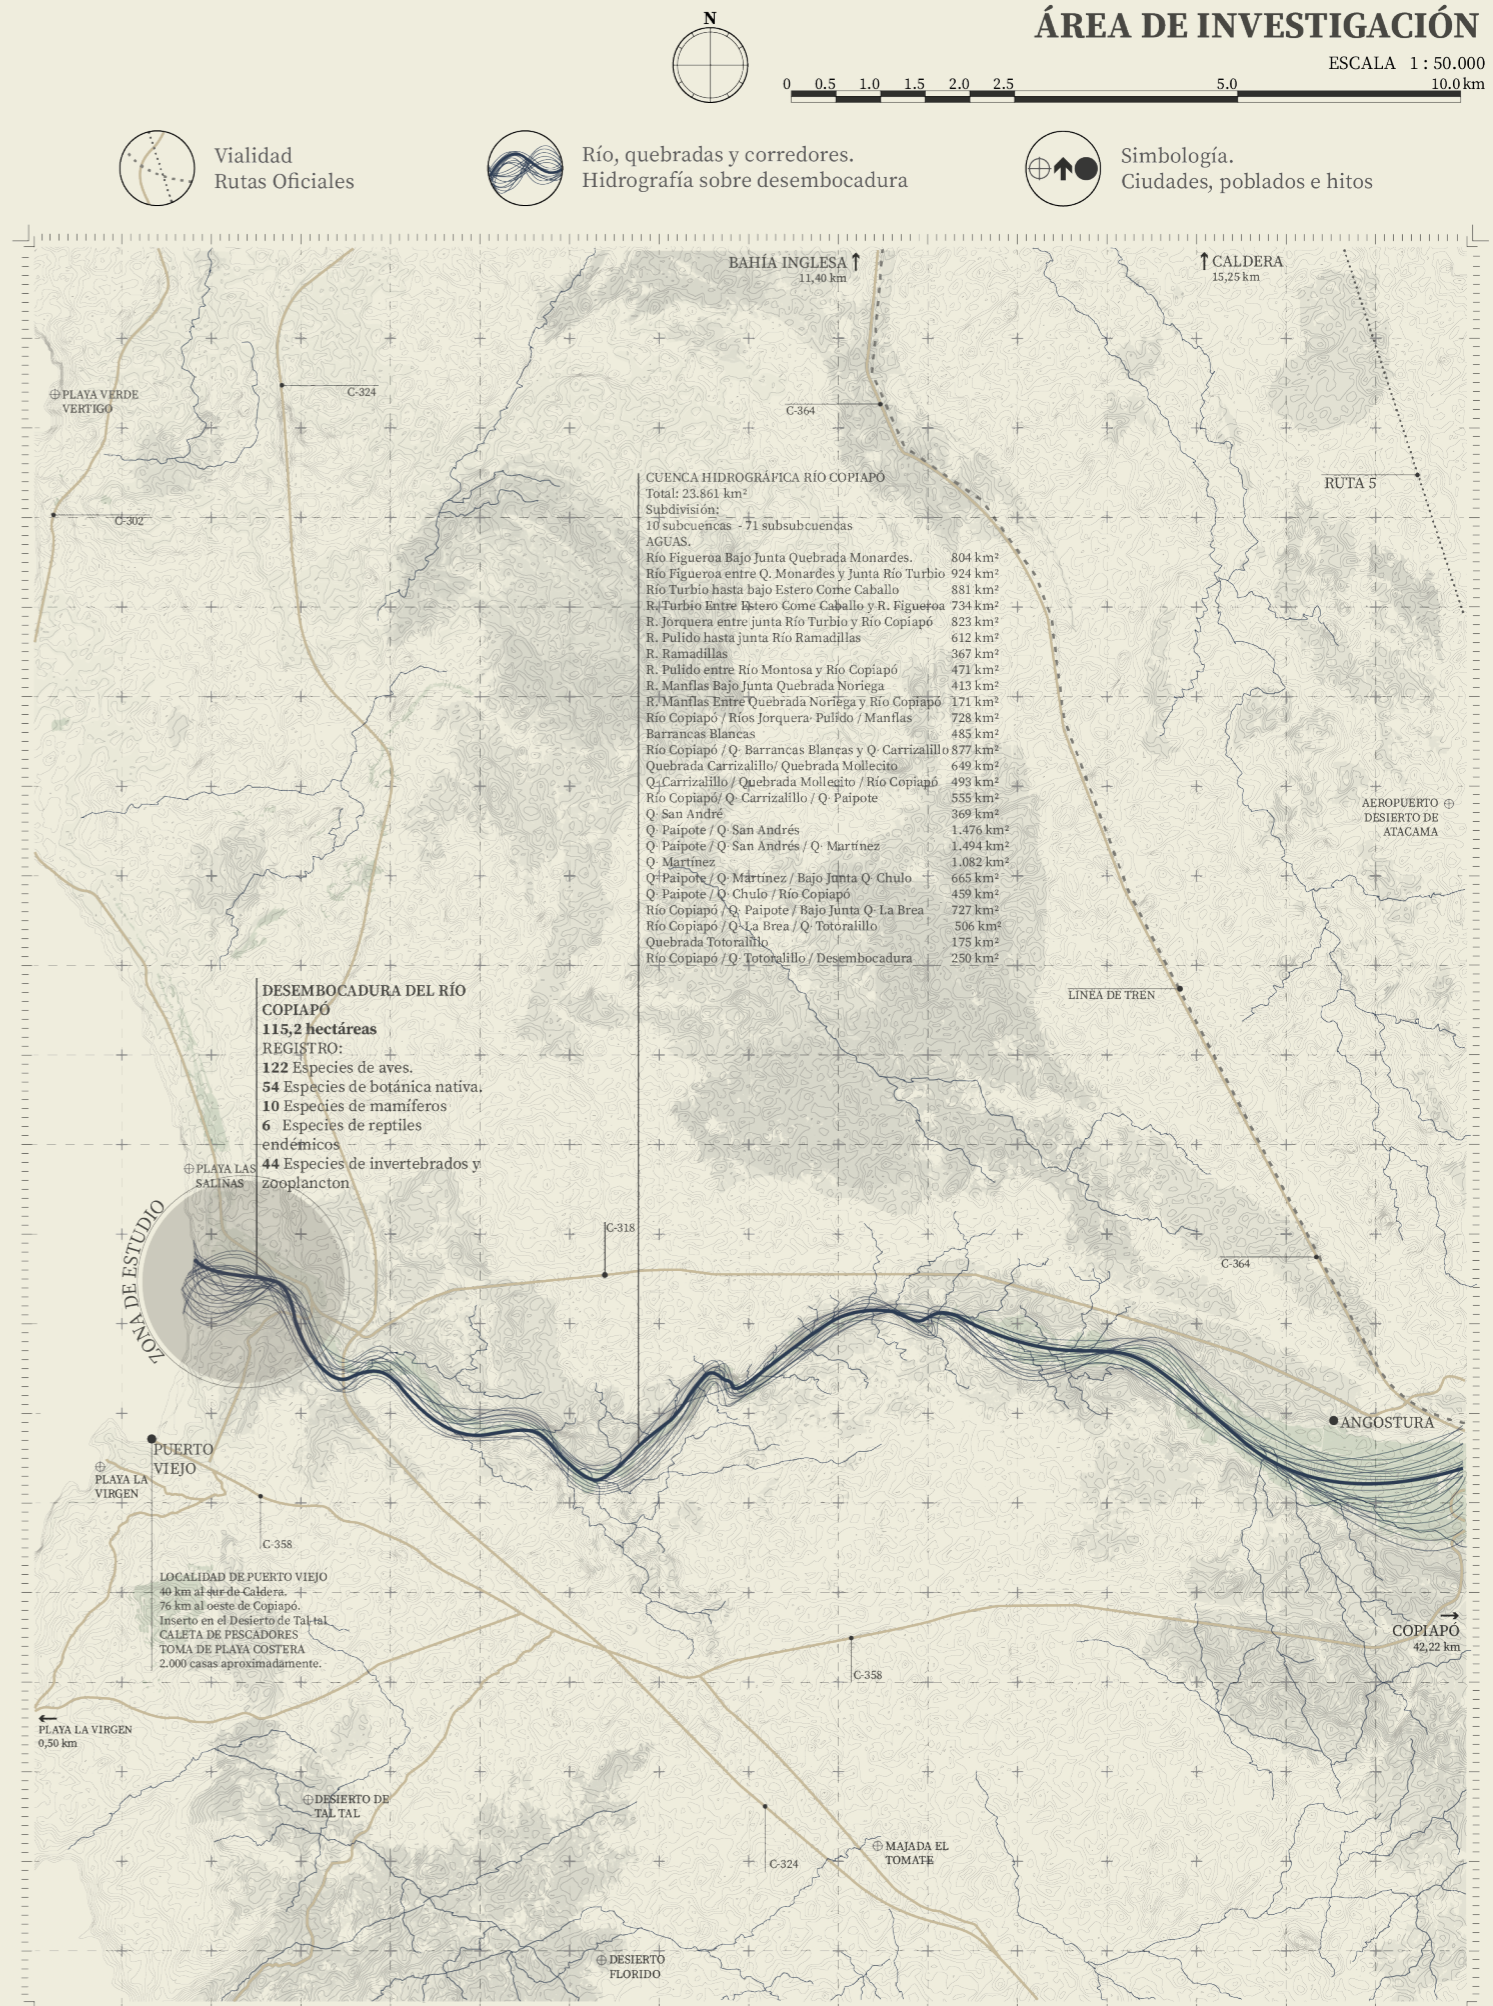 N
ÁREA DE INVESTIGACIÓN
ESCALA 1 : 50.000
0 0.5 1.0 1.5 2.0 2.5 5.0 10.0 km
Vialidad
Rutas Oficiales
Río, quebradas y corredores.
Hidrografía sobre desembocadura
Simbología.
Ciudades, poblados e hitos
BAHÍA INGLESA
11,40 km
CALDERA
15,25 km
PLAYA VERDE
VERTIGO
C-324
C-364
C-302
RUTA 5
CUENCA HIDROGRÁFICA RÍO COPIAPÓ
Total: 23.861 km²
Subdivisión:
10 subcuencas - 71 subsubcuencas
AGUAS.
Río Figueroa Bajo Junta Quebrada Monardes. 804 km²
Río Figueroa entre Q. Monardes y Junta Río Turbio 924 km²
Río Turbio hasta bajo Estero Come Caballo 881 km²
R. Turbio Entre Estero Come Caballo y R. Figueroa 734 km²
R. Jorquera entre junta Río Turbio y Río Copiapó 823 km²
R. Pulido hasta junta Río Ramadillas 612 km²
R. Ramadillas 367 km²
R. Pulido entre Río Montosa y Río Copiapó 471 km²
R. Manflas Bajo Junta Quebrada Noriega 413 km²
R. Manflas Entre Quebrada Noriega y Río Copiapó 171 km²
Río Copiapó / Ríos Jorquera· Pulido / Manflas 728 km²
Barrancas Blancas 485 km²
Río Copiapó / Q· Barrancas Blancas y Q· Carrizalillo 877 km²
Quebrada Carrizalillo/ Quebrada Mollecito 649 km²
Q· Carrizalillo / Quebrada Mollecito / Río Copiapó 493 km²
Río Copiapó/ Q· Carrizalillo / Q· Paipote 555 km²
Q· San André 369 km²
Q· Paipote / Q· San Andrés 1.476 km²
Q· Paipote / Q· San Andrés / Q· Martínez 1.494 km²
Q· Martínez 1.082 km²
Q· Paipote / Q· Martínez / Bajo Junta Q· Chulo 665 km²
Q· Paipote / Q· Chulo / Río Copiapó 459 km²
Río Copiapó / Q· Paipote / Bajo Junta Q· La Brea 727 km²
Río Copiapó / Q· La Brea / Q· Totoralillo 506 km²
Quebrada Totoralillo 175 km²
Río Copiapó / Q· Totoralillo / Desembocadura 250 km²
AEROPUERTO
DESIERTO DE
ATACAMA
LÍNEA DE TREN
DESEMBOCADURA DEL RÍO
COPIAPÓ
115,2 hectáreas
REGISTRO:
122 Especies de aves.
54 Especies de botánica nativa.
10 Especies de mamíferos
6 Especies de reptiles
endémicos
44 Especies de invertebrados y
zooplancton
PLAYA LAS
SALINAS
ZONA DE ESTUDIO
C-318
C-364
ANGOSTURA
PUERTO
VIEJO
PLAYA LA
VIRGEN
C-358
LOCALIDAD DE PUERTO VIEJO
40 km al sur de Caldera.
76 km al oeste de Copiapó.
Inserto en el Desierto de Tal-tal
CALETA DE PESCADORES
TOMA DE PLAYA COSTERA
2.000 casas aproximadamente.
COPIAPÓ
42,22 km
C-358
PLAYA LA VIRGEN
0,50 km
DESIERTO DE
TAL TAL
C-324
MAJADA EL
TOMATE
DESIERTO
FLORIDO